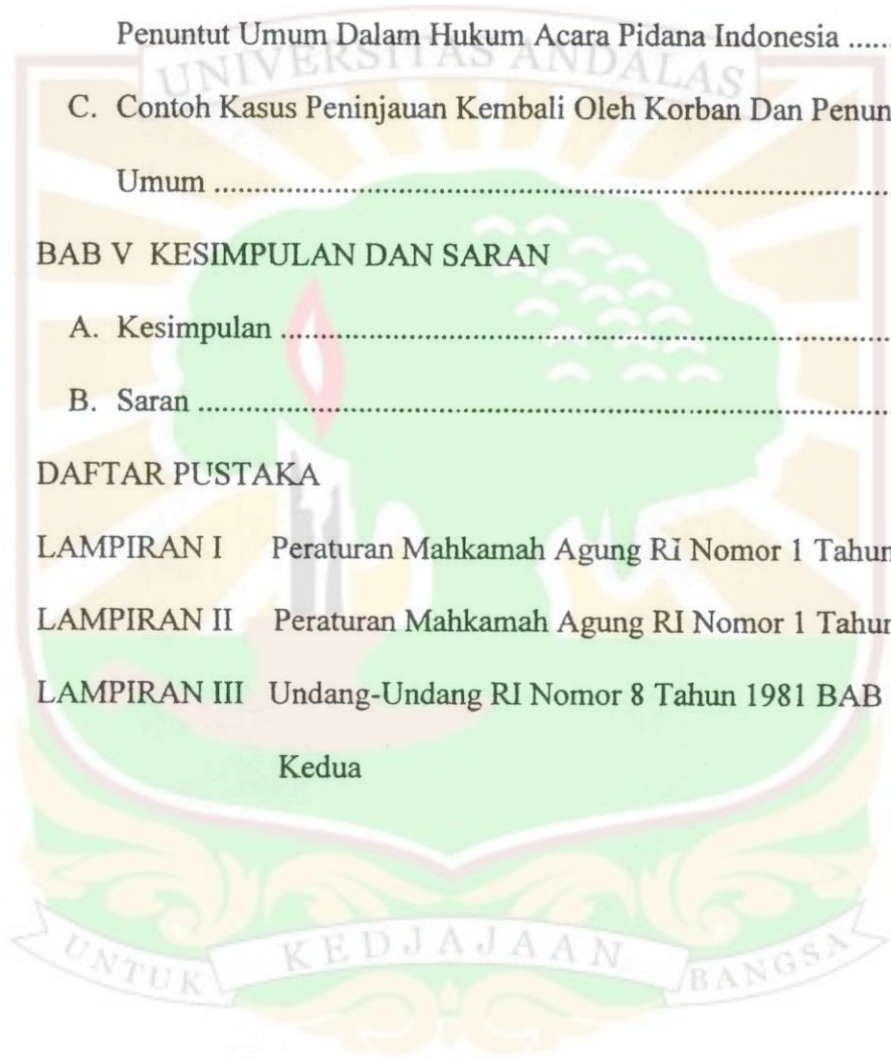 Penuntut Umum Dalam Hukum Acara Pidana Indonesia ......
UNIVERSITAS ANDALAS
C. Contoh Kasus Peninjauan Kembali Oleh Korban Dan Penun
Umum ................................................................................
BAB V KESIMPULAN DAN SARAN
A. Kesimpulan ........................................................................
B. Saran ..................................................................................
DAFTAR PUSTAKA
LAMPIRAN I Peraturan Mahkamah Agung RI Nomor 1 Tahun
LAMPIRAN II Peraturan Mahkamah Agung RI Nomor 1 Tahun
LAMPIRAN III Undang-Undang RI Nomor 8 Tahun 1981 BAB
Kedua
UNTUK KEDJAJAAN BANGSA